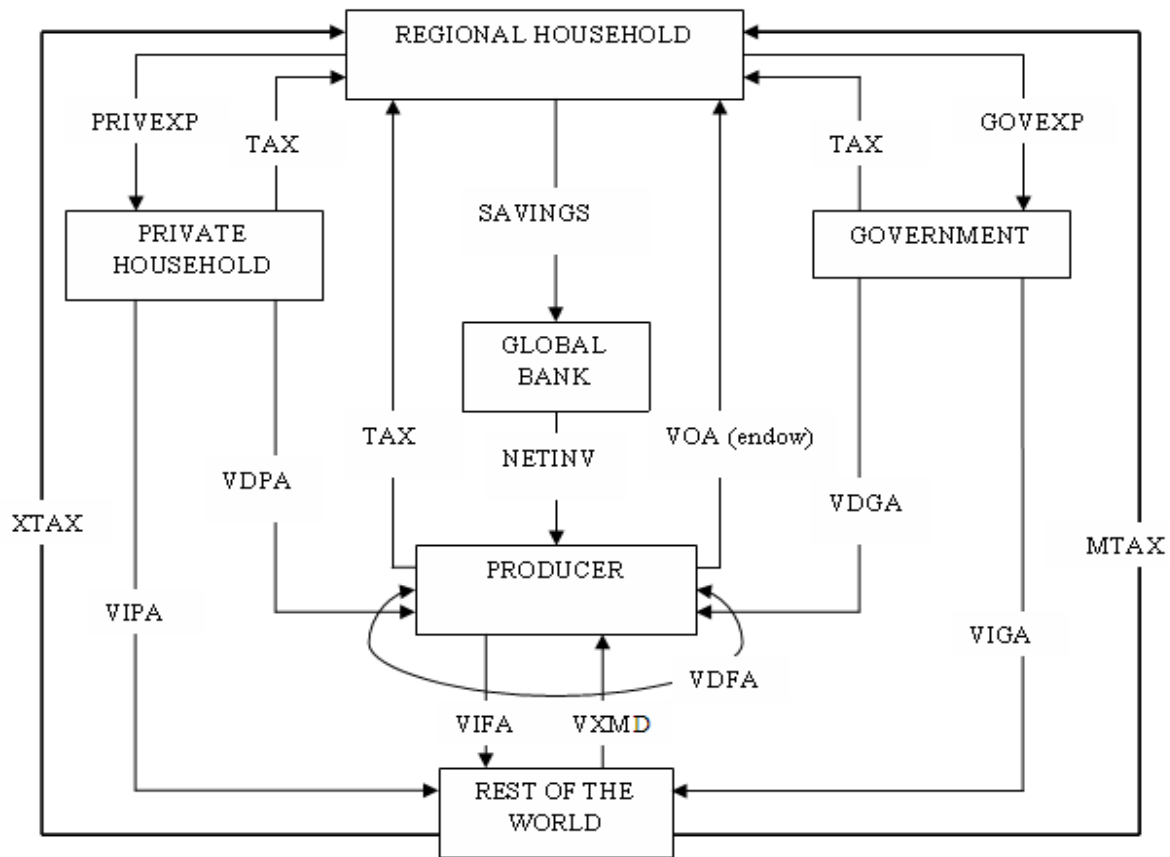 REGIONAL HOUSEHOLD
PRIVEXP
TAX
TAX
GOVEXP
SAVINGS
PRIVATE
HOUSEHOLD
GOVERNMENT
GLOBAL
BANK
TAX
NETINV
VOA (endow)
VDPA
VDGA
XTAX
MTAX
PRODUCER
VIPA
VIGA
VDFA
VIFA
VXMD
REST OF THE
WORLD